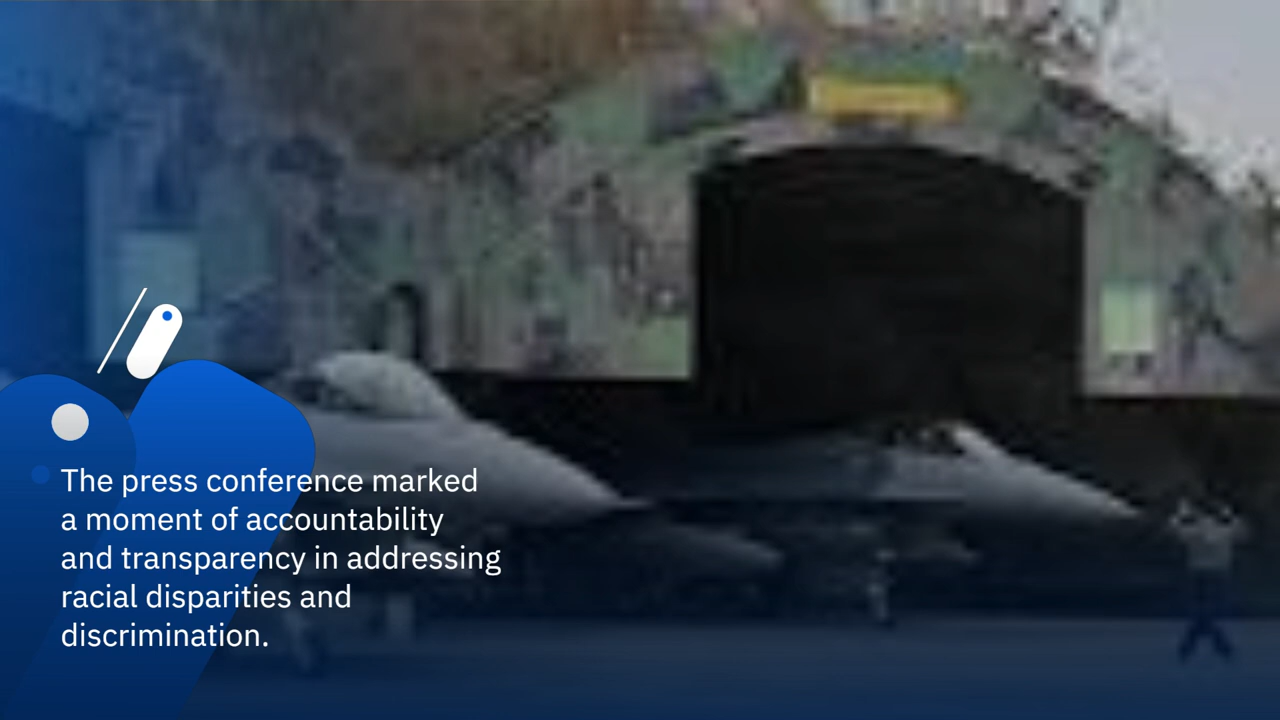 The press conference marked
a moment of accountability
and transparency in addressing
racial disparities and
discrimination.